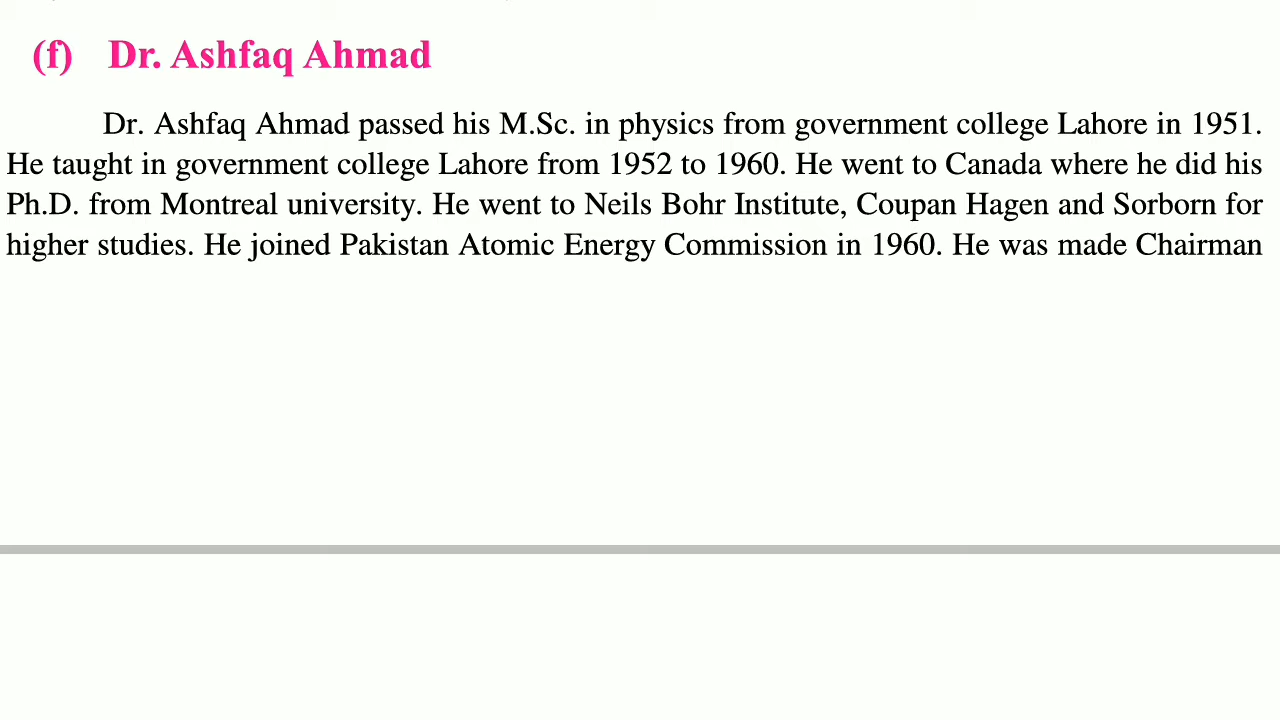 (f) Dr. Ashfaq Ahmad
Dr. Ashfaq Ahmad passed his M.Sc. in physics from government college Lahore in 1951.
He taught in government college Lahore from 1952 to 1960. He went to Canada where he did his
Ph.D. from Montreal university. He went to Neils Bohr Institute, Coupan Hagen and Sorborn for
higher studies. He joined Pakistan Atomic Energy Commission in 1960. He was made Chairman